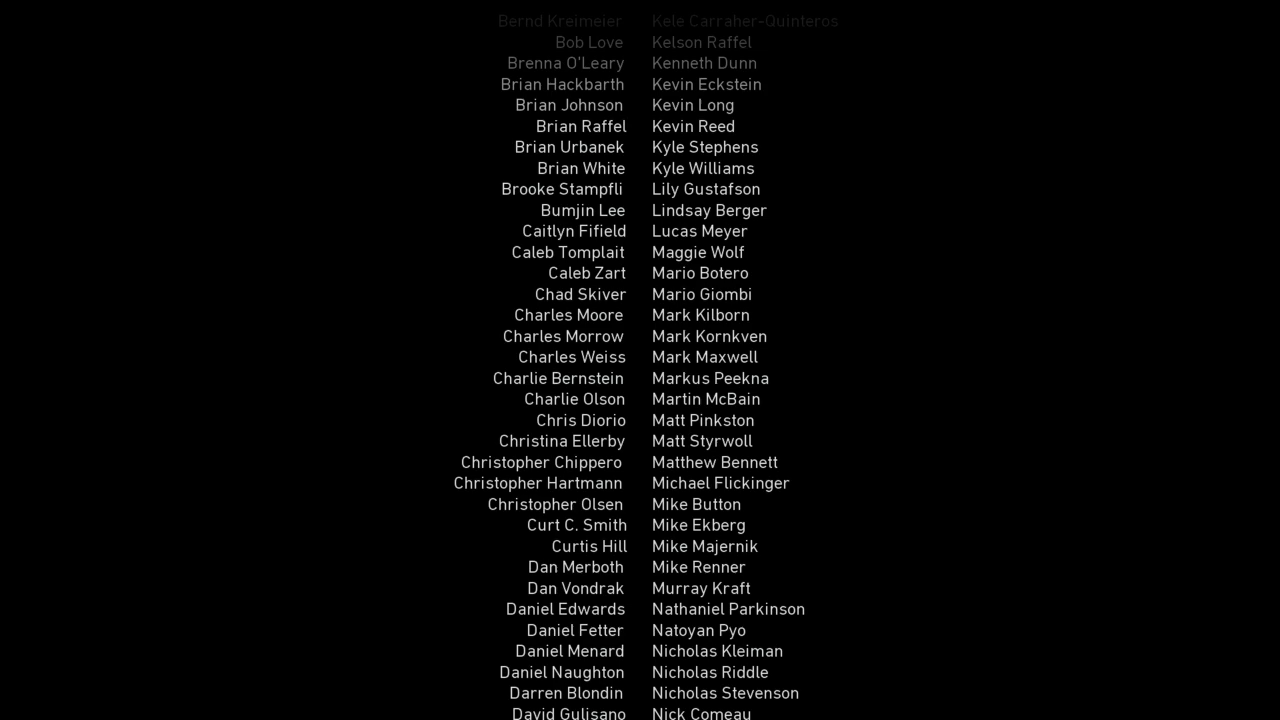 Bernd Kreimeier Kele Carraher-Quinteros
Bob Love Kelson Raffel
Brenna O'Leary Kenneth Dunn
Brian Hackbarth Kevin Eckstein
Brian Johnson Kevin Long
Brian Raffel Kevin Reed
Brian Urbanek Kyle Stephens
Brian White Kyle Williams
Brooke Stampfli Lily Gustafson
Bumjin Lee Lindsay Berger
Caitlyn Fifield Lucas Meyer
Caleb Tomplait Maggie Wolf
Caleb Zart Mario Botero
Chad Skiver Mario Giombi
Charles Moore Mark Kilborn
Charles Morrow Mark Kornkven
Charles Weiss Mark Maxwell
Charlie Bernstein Markus Peekna
Charlie Olson Martin McBain
Chris Diorio Matt Pinkston
Christina Ellerby Matt Styrwoll
Christopher Chippero Matthew Bennett
Christopher Hartmann Michael Flickinger
Christopher Olsen Mike Button
Curt C. Smith Mike Ekberg
Curtis Hill Mike Majernik
Dan Merboth Mike Renner
Dan Vondrak Murray Kraft
Daniel Edwards Nathaniel Parkinson
Daniel Fetter Natoyan Pyo
Daniel Menard Nicholas Kleiman
Daniel Naughton Nicholas Riddle
Darren Blondin Nicholas Stevenson
David Gulisano Nick Comeau